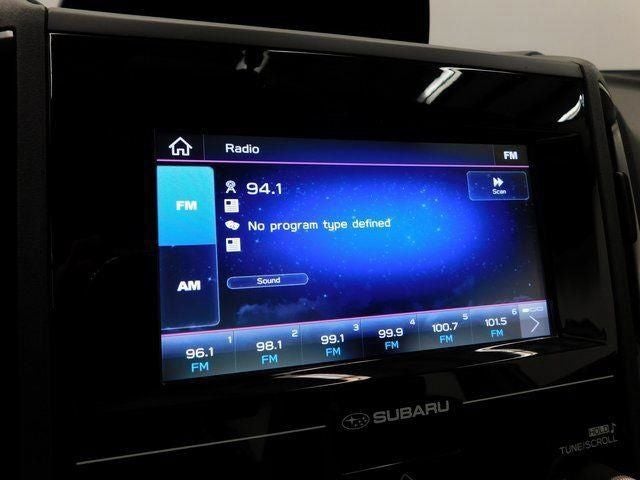 Radio
FM
FM
94.1
Scan
No program type defined
AM
Sound
1 2 3 4 5 6
96.1 98.1 99.1 99.9 100.7 101.5
FM FM FM FM FM FM
SUBARU
HOLD
TUNE/SCROLL